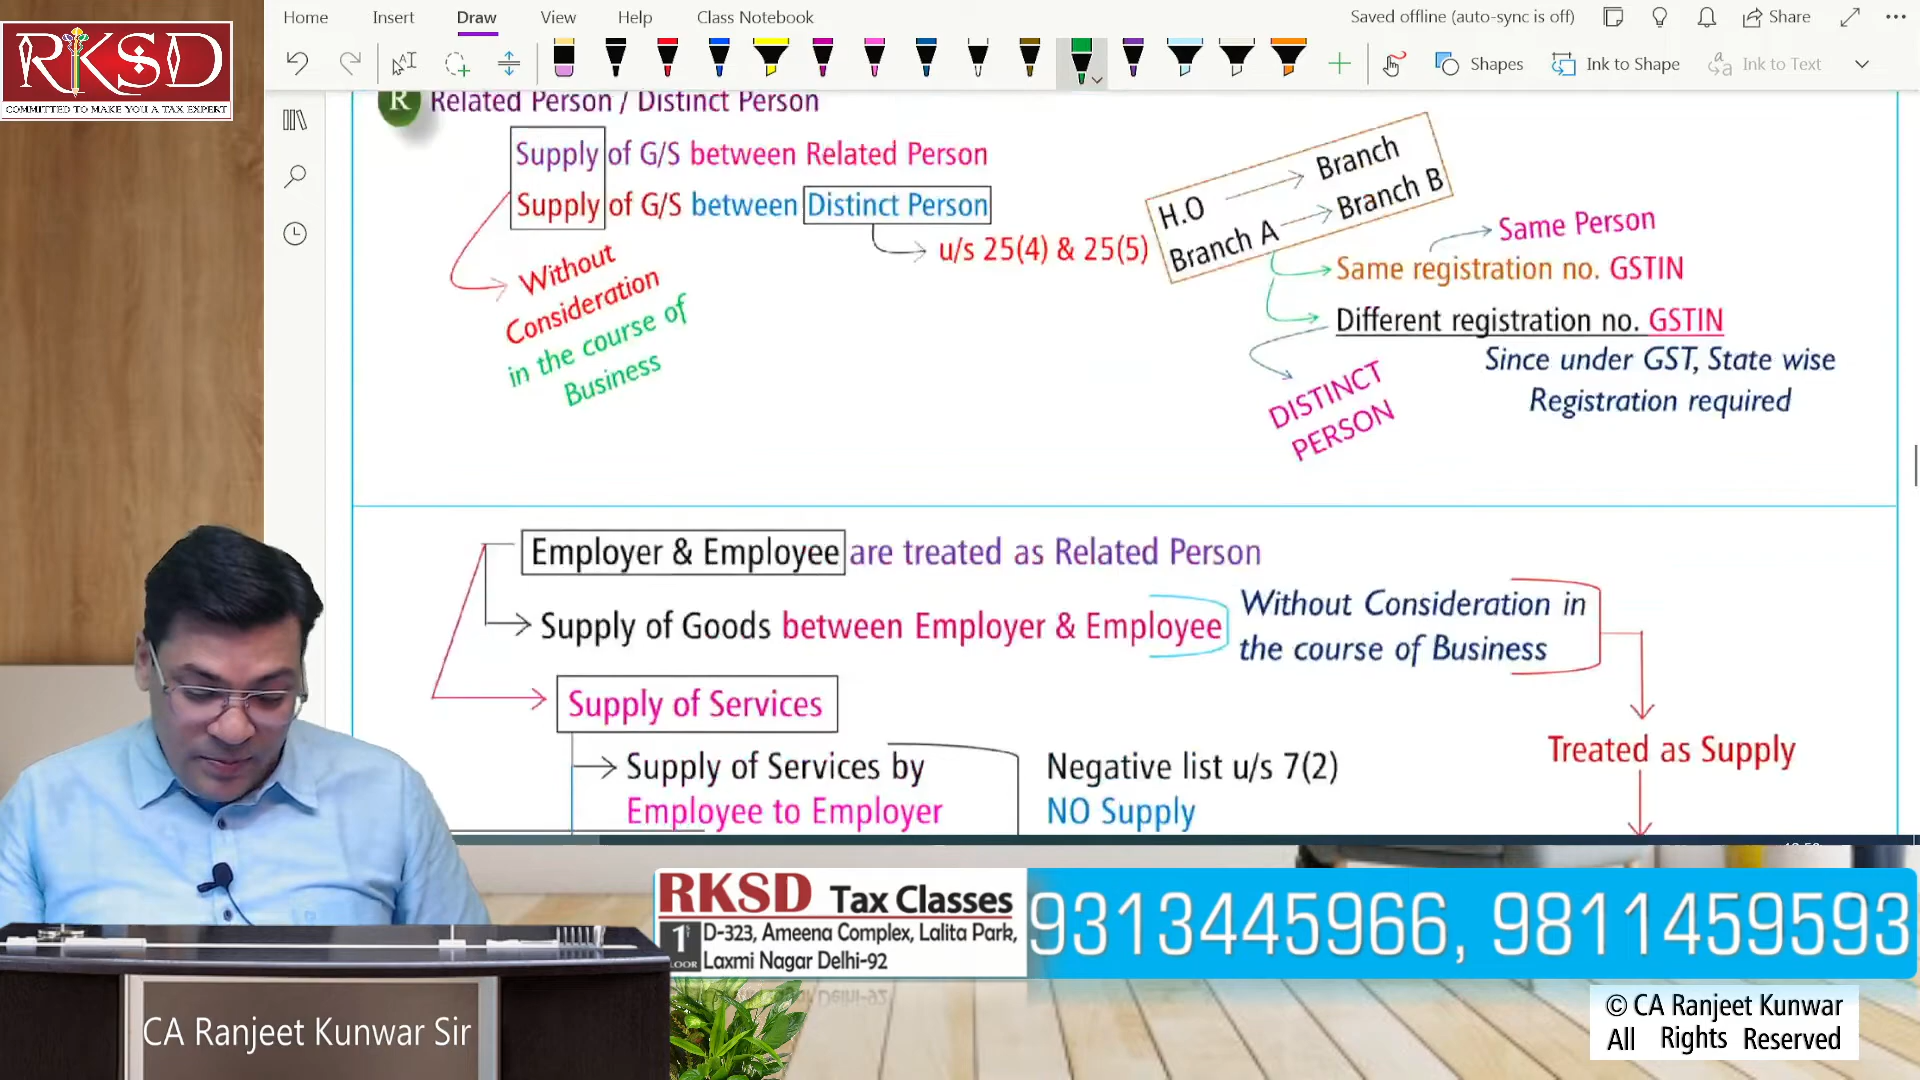 RKSD
COMMITTED TO MAKE YOU A TAX EXPERT
Home Insert Draw View Help Class Notebook
Saved offline (auto-sync is off) Share
Shapes Ink to Shape Ink to Text
R Related Person / Distinct Person
Supply of G/S between Related Person
Supply of G/S between Distinct Person
u/s 25(4) & 25(5)
Without
Consideration
in the course of
Business
H.O Branch
Branch A Branch B
Same Person
Same registration no. GSTIN
Different registration no. GSTIN
Since under GST, State wise
Registration required
DISTINCT
PERSON
Employer & Employee are treated as Related Person
Supply of Goods between Employer & Employee
Without Consideration in
the course of Business
Supply of Services
Treated as Supply
Supply of Services by
Employee to Employer
Negative list u/s 7(2)
NO Supply
RKSD Tax Classes
D-323, Ameena Complex, Lalita Park,
Laxmi Nagar Delhi-92
9313445966, 9811459593
CA Ranjeet Kunwar Sir
© CA Ranjeet Kunwar
All Rights Reserved